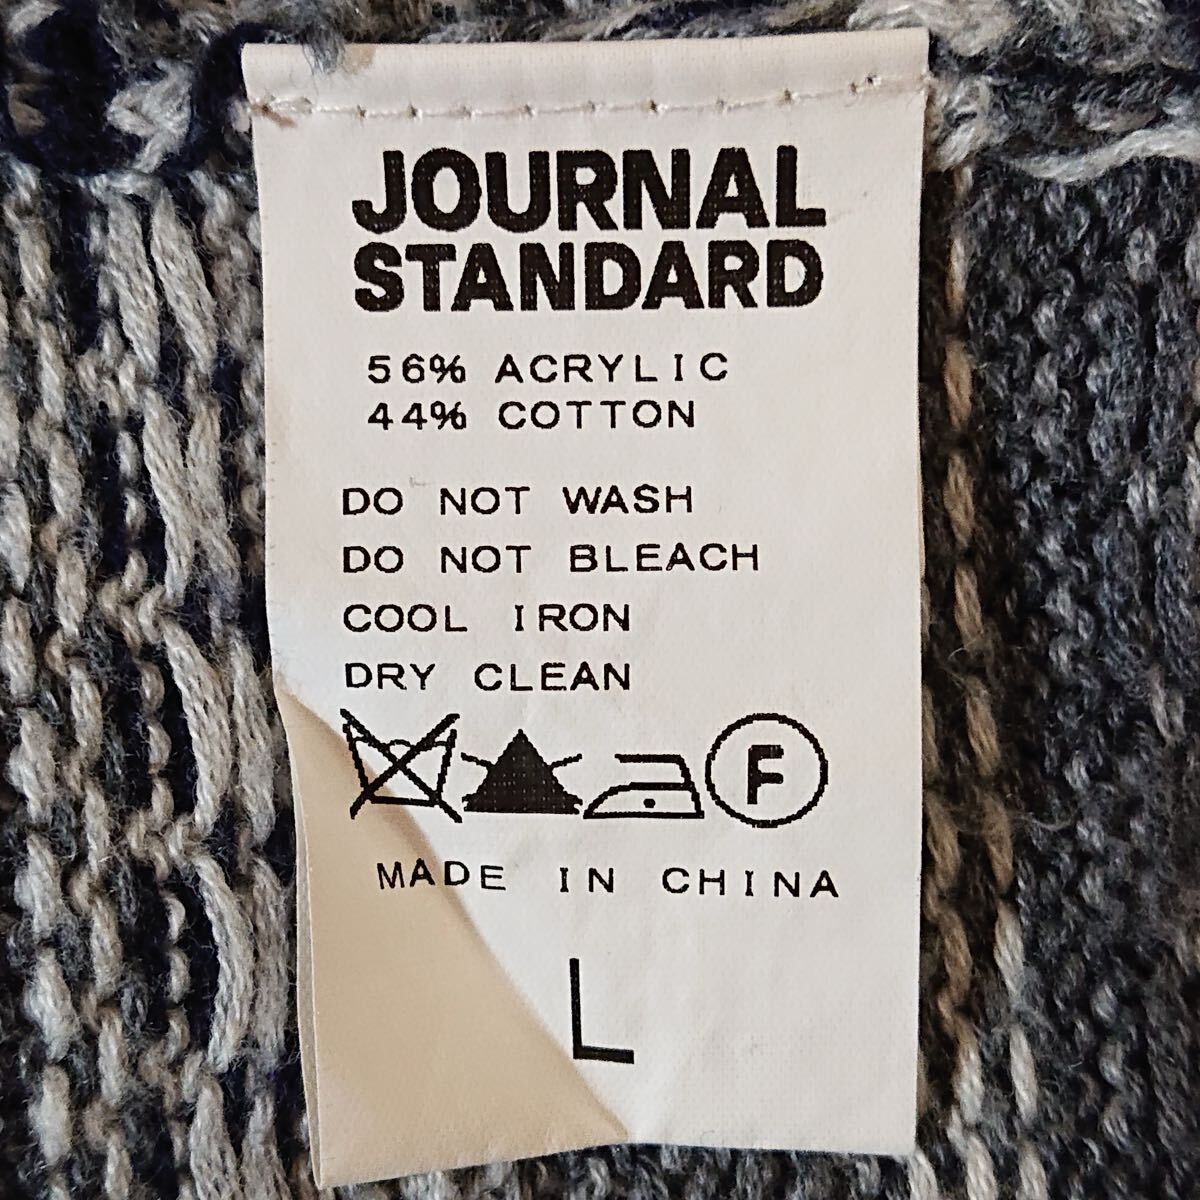 JOURNAL
STANDARD
56% ACRYLIC
44% COTTON
DO NOT WASH
DO NOT BLEACH
COOL IRON
DRY CLEAN
F
MADE IN CHINA
L